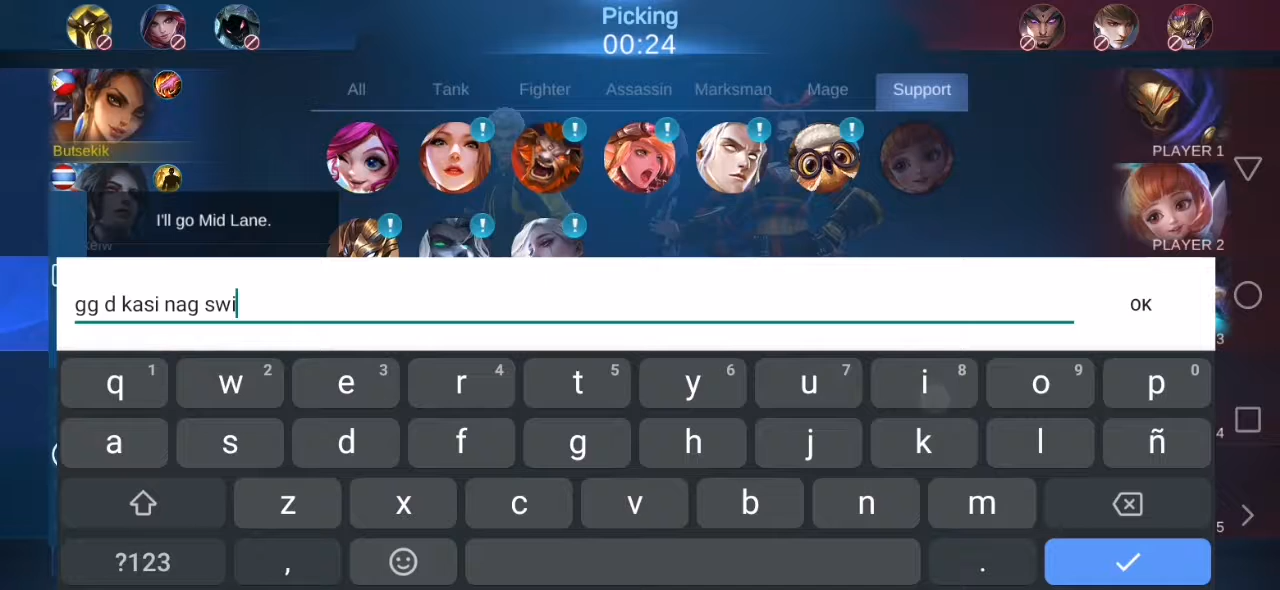 Picking
00:24
All Tank Fighter Assassin Marksman Mage Support
Butsekik
I'll go Mid Lane.
PLAYER 1
PLAYER 2
3
4
5
gg d kasi nag swi
OK
q 1 w 2 e 3 r 4 t 5 y 6 u 7 i 8 o 9 p 0
a s d f g h j k l ñ
z x c v b n m
?123 , .